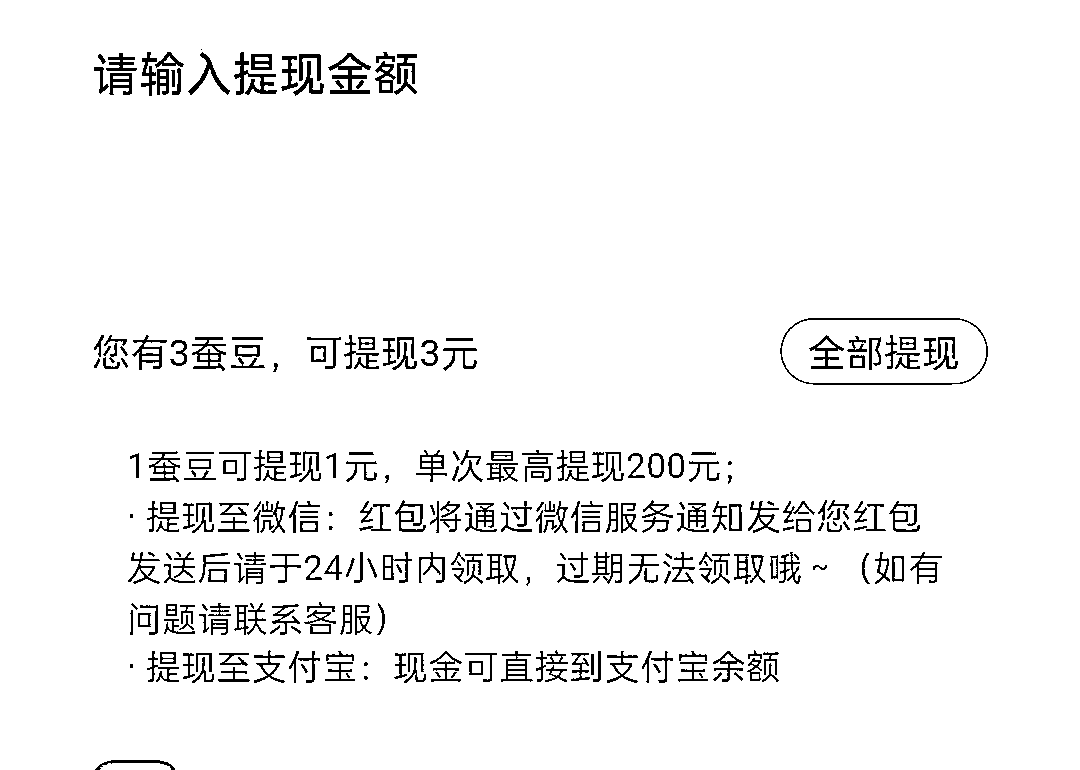 请输入提现金额
您有3蚕豆，可提现3元
全部提现
1蚕豆可提现1元，单次最高提现200元；
· 提现至微信：红包将通过微信服务通知发给您红包
发送后请于24小时内领取，过期无法领取哦～（如有
问题请联系客服）
· 提现至支付宝：现金可直接到支付宝余额